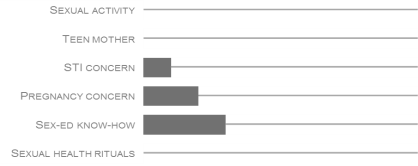 Sexual activity
Teen mother
STI concern
Pregnancy concern
Sex-ed know-how
Sexual health rituals